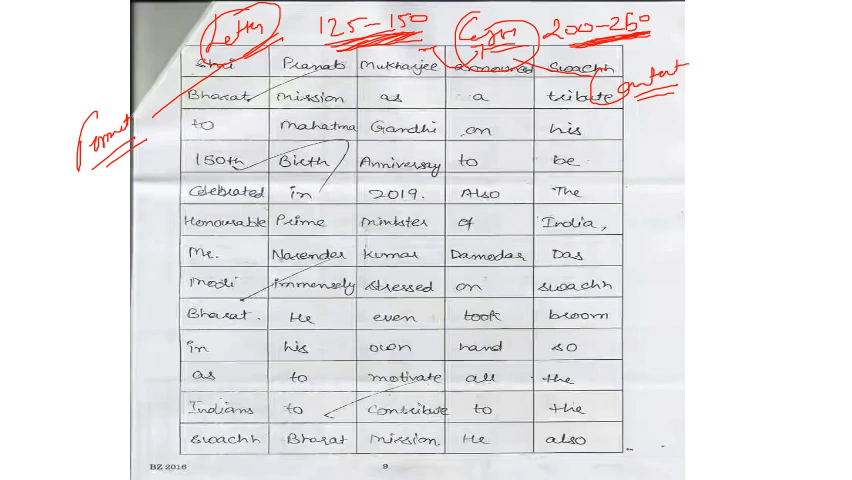 Letter 125-150 Essay 200-260
Shri Pranab Mukharjee announced Swachh
Content
Bharat mission as a tribute
Format
to Mahatma Gandhi on his
150th Birth Anniversay to be
Celebrated in 2019. Also The
Honourable Prime minister of India,
Mr. Narender Kumar Damodar Das
modi immensely stressed on swachh
Bharat. He even took broom
in his own hand so
as to motivate all the
Indians to contribute to the
swachh Bharat mission. He also
BZ 2016 9